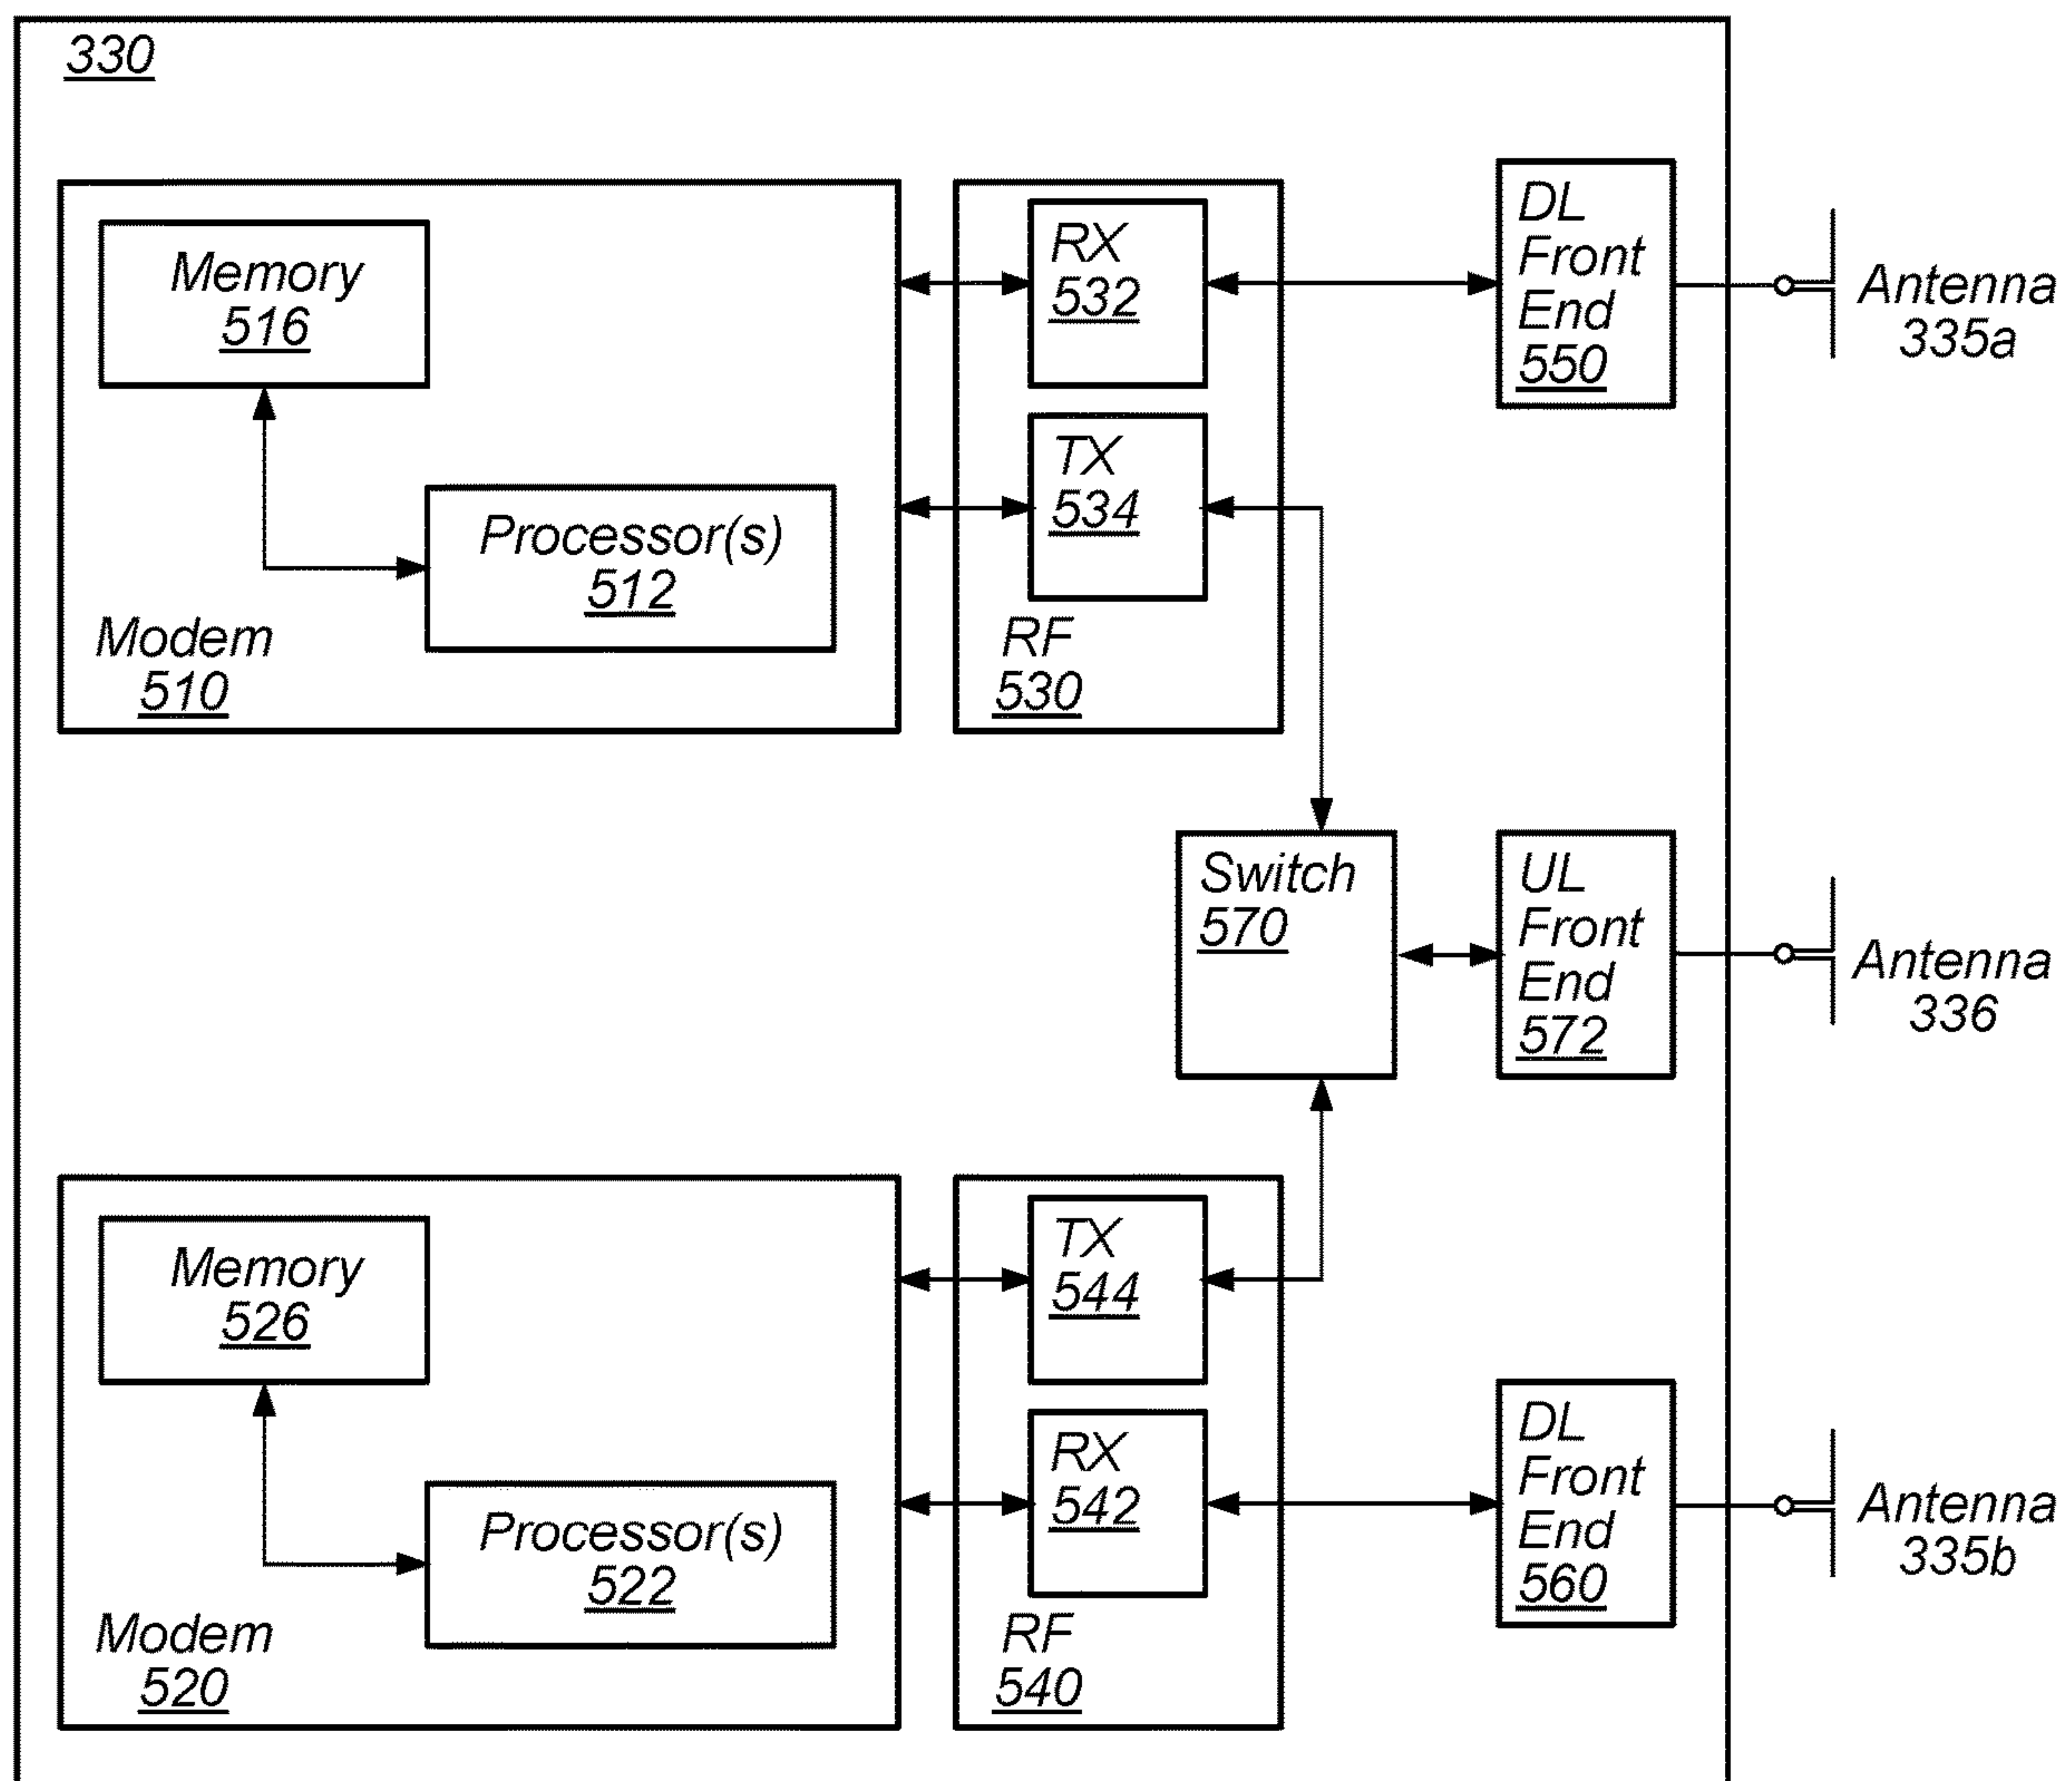 330
Memory
516
Processor(s)
512
Modem
510
RX
532
TX
534
RF
530
DL
Front
End
550
Antenna
335a
Switch
570
UL
Front
End
572
Antenna
336
Memory
526
Processor(s)
522
Modem
520
TX
544
RX
542
RF
540
DL
Front
End
560
Antenna
335b